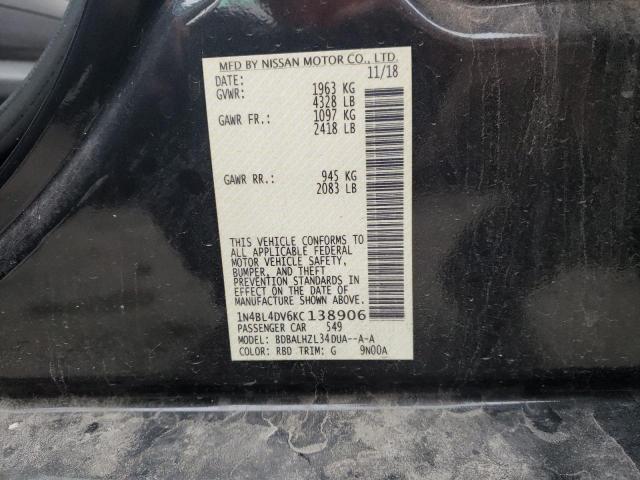 MFD BY NISSAN MOTOR CO., LTD.
DATE: 11/18
GVWR: 1963 KG
4328 LB
GAWR FR.: 1097 KG
2418 LB
GAWR RR.: 945 KG
2083 LB
THIS VEHICLE CONFORMS TO
ALL APPLICABLE FEDERAL
MOTOR VEHICLE SAFETY,
BUMPER, AND THEFT
PREVENTION STANDARDS IN
EFFECT ON THE DATE OF
MANUFACTURE SHOWN ABOVE.
1N4BL4DV6KC138906
PASSENGER CAR 549
MODEL: BDBALHZL34DUA--A-A
COLOR: RBD TRIM: G 9N00A